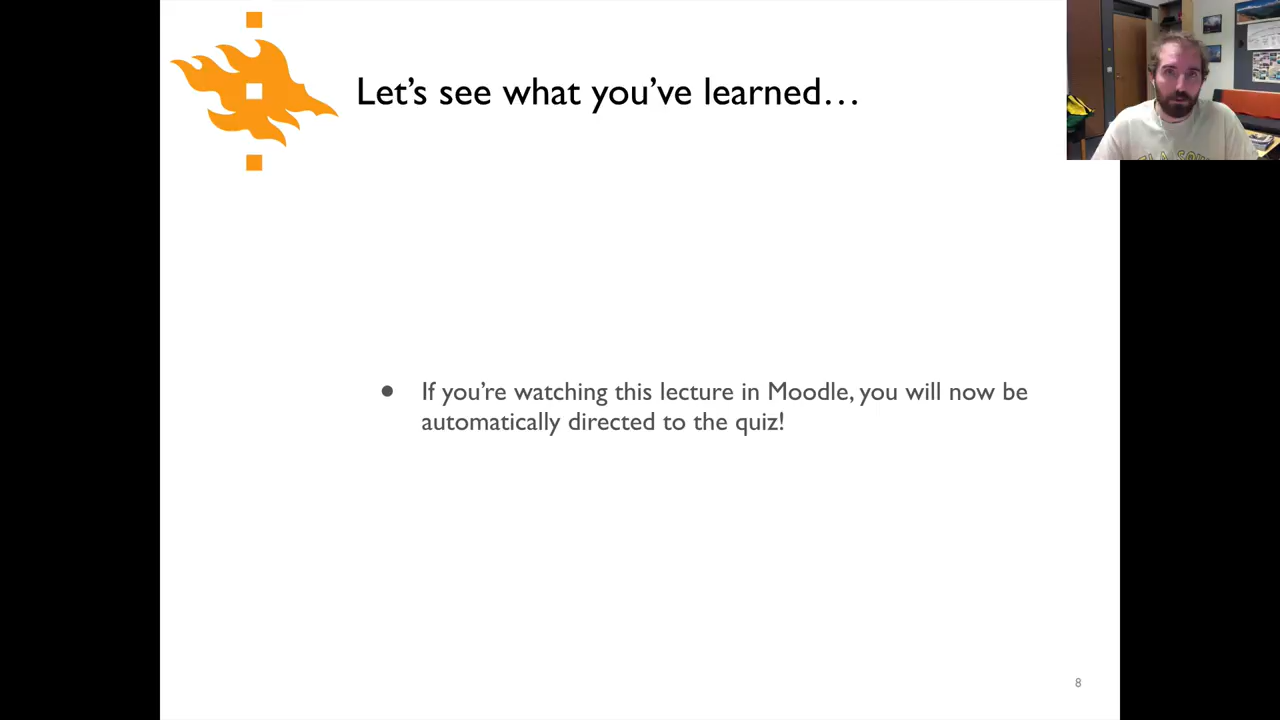 Let’s see what you’ve learned…
● If you’re watching this lecture in Moodle, you will now be
automatically directed to the quiz!
8